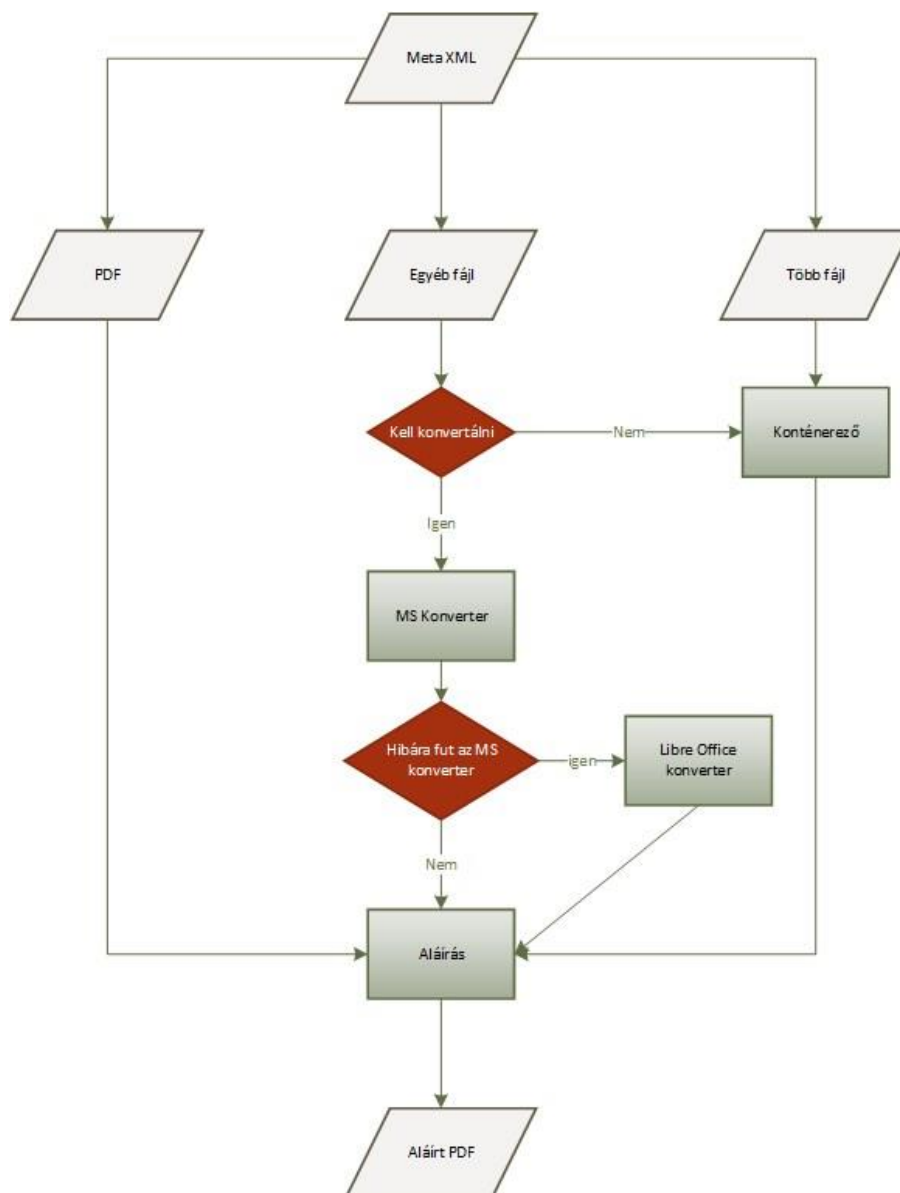 Meta XML
PDF
Egyéb fájl
Több fájl
Kell konvertálni
Nem
Konténerező
Igen
MS Konverter
Hibára fut az MS
konverter
igen
Libre Office
konverter
Nem
Aláírás
Aláírt PDF